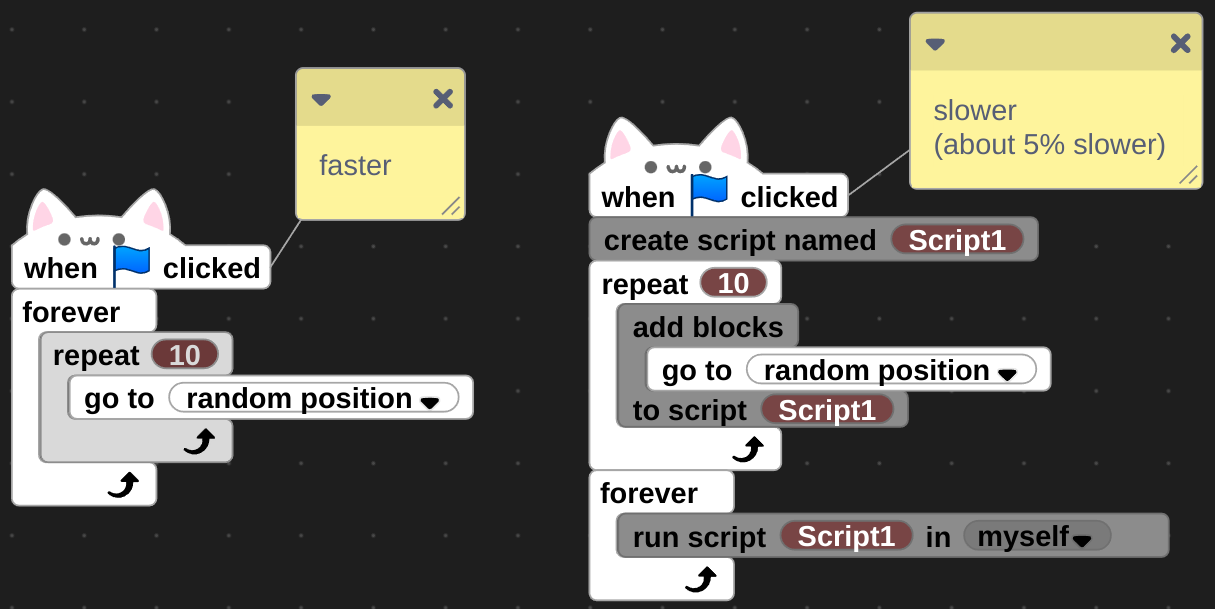 faster
when clicked
forever
repeat 10
go to random position
slower
(about 5% slower)
when clicked
create script named Script1
repeat 10
add blocks
go to random position
to script Script1
forever
run script Script1 in myself